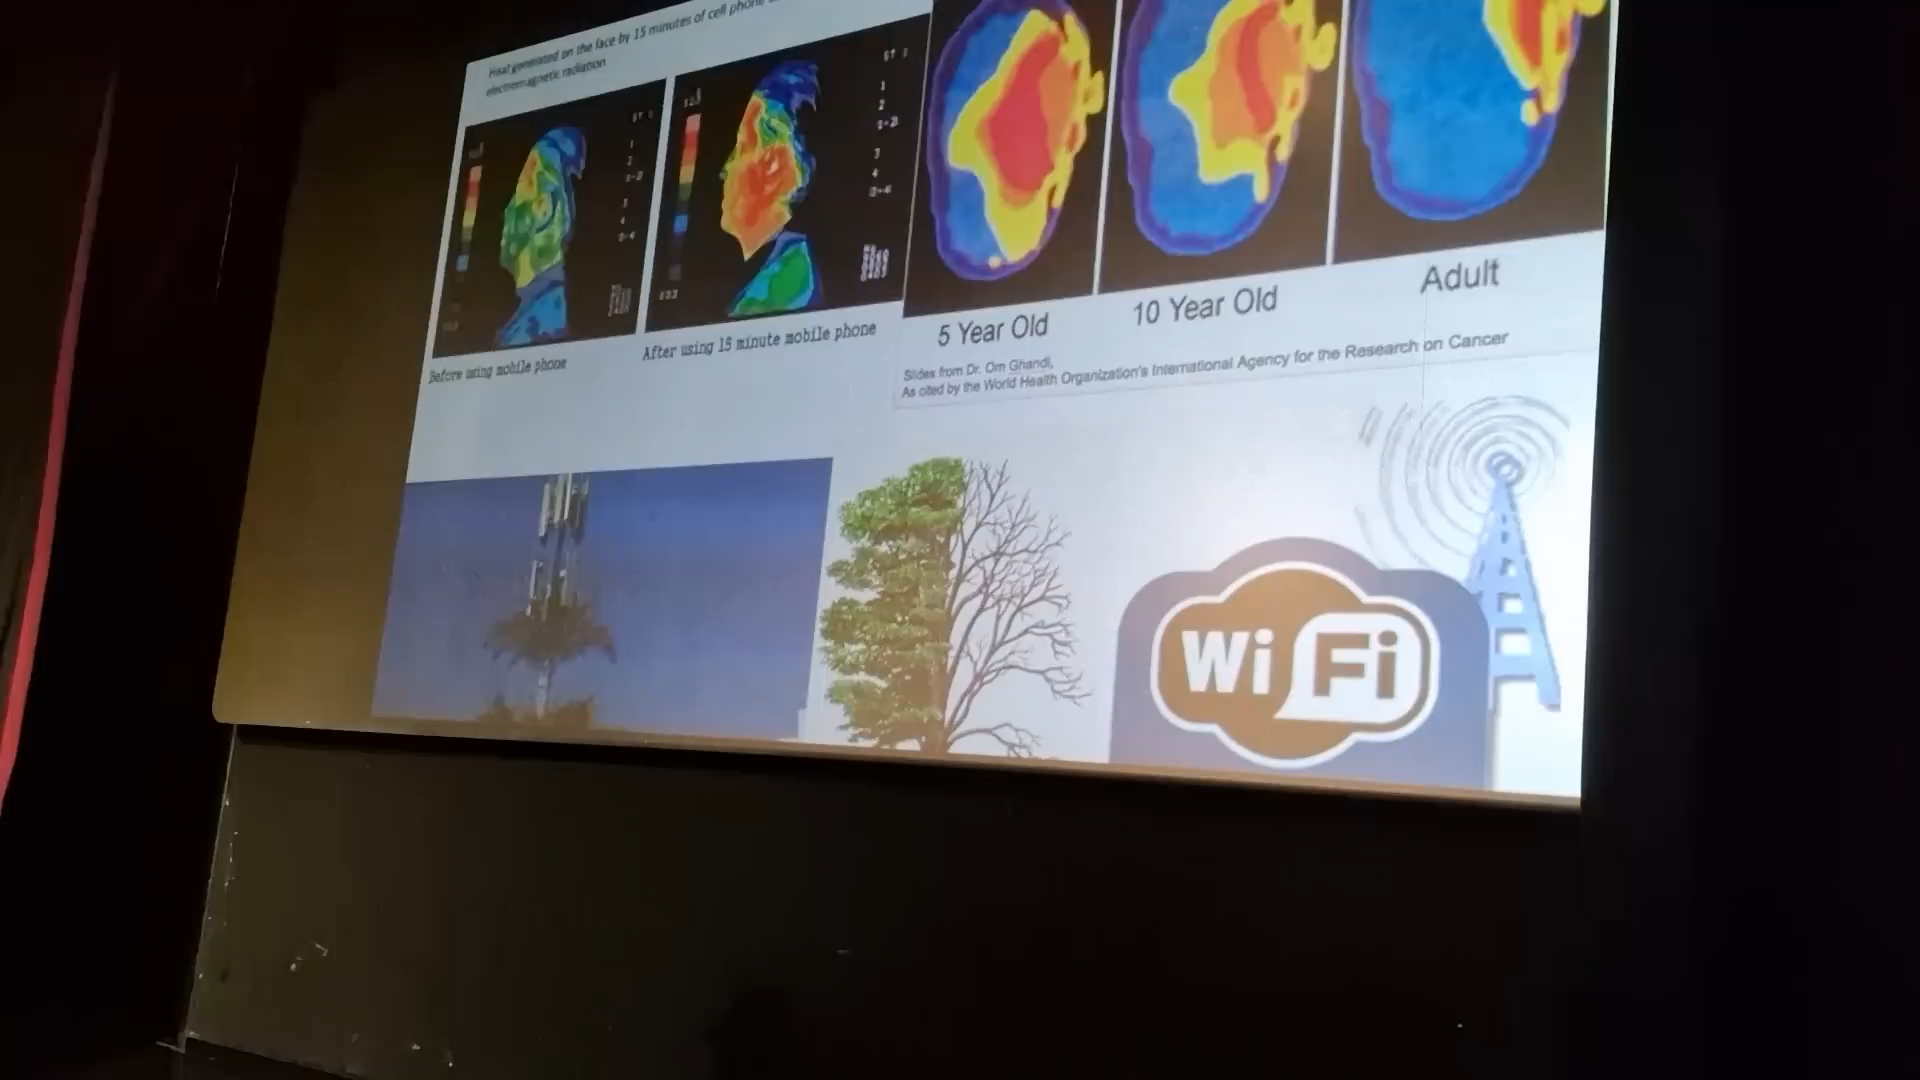 Heat generated on the face by 15 minutes of cell phone
electromagnetic radiation
Before using mobile phone
After using 15 minute mobile phone
5 Year Old
10 Year Old
Adult
Slides from Dr. Om Ghandi,
As cited by the World Health Organization's International Agency for the Research on Cancer
Wi Fi